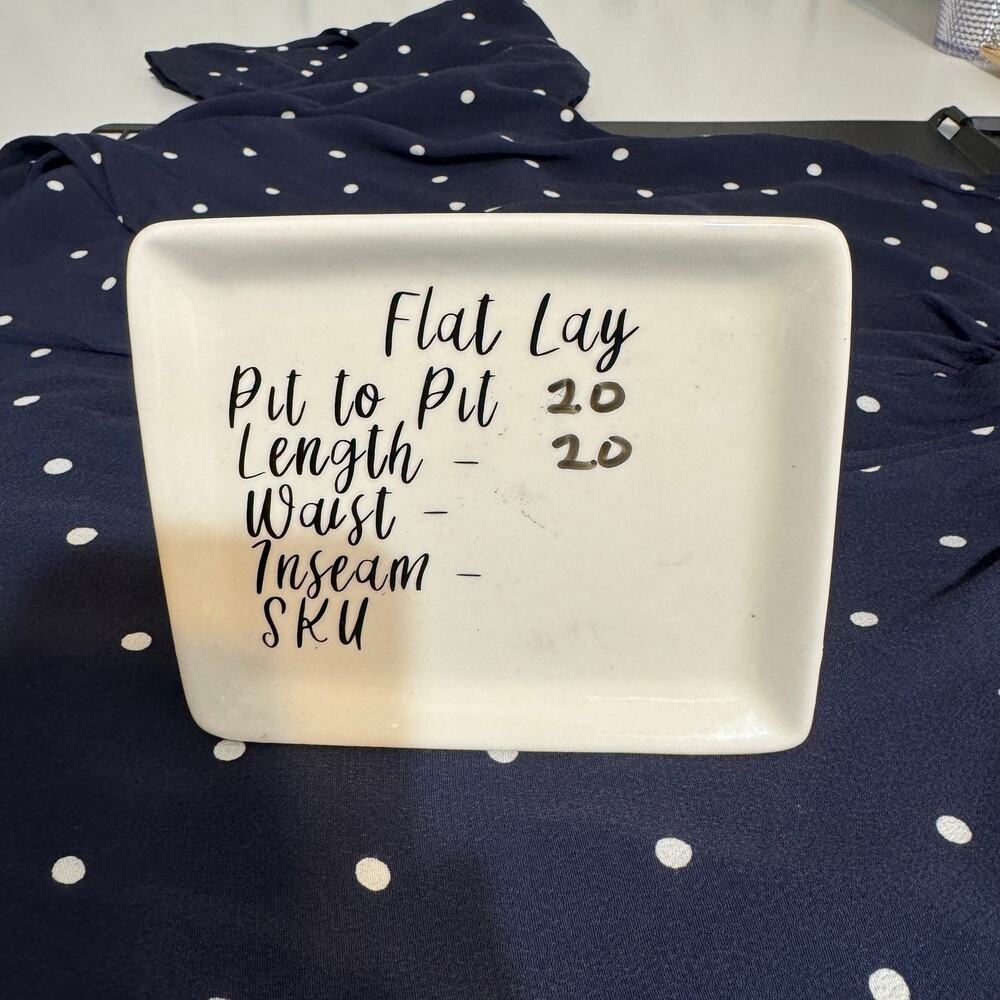 Flat Lay
Pit to Pit 20
Length - 20
Waist -
Inseam -
SKU